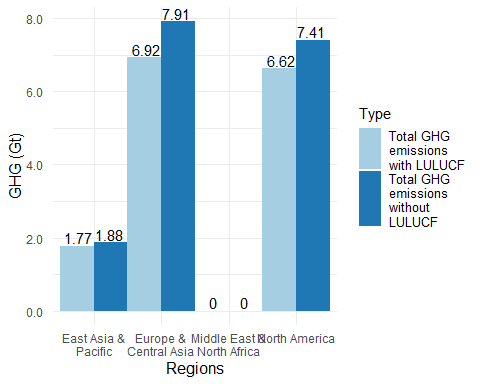 8.0
6.0
4.0
2.0
0.0
GHG (Gt)
1.77
1.88
6.92
7.91
0
0
6.62
7.41
East Asia &
Pacific
Europe &
Central Asia
Middle East &
North Africa
North America
Regions
Type
Total GHG
emissions
with LULUCF
Total GHG
emissions
without
LULUCF